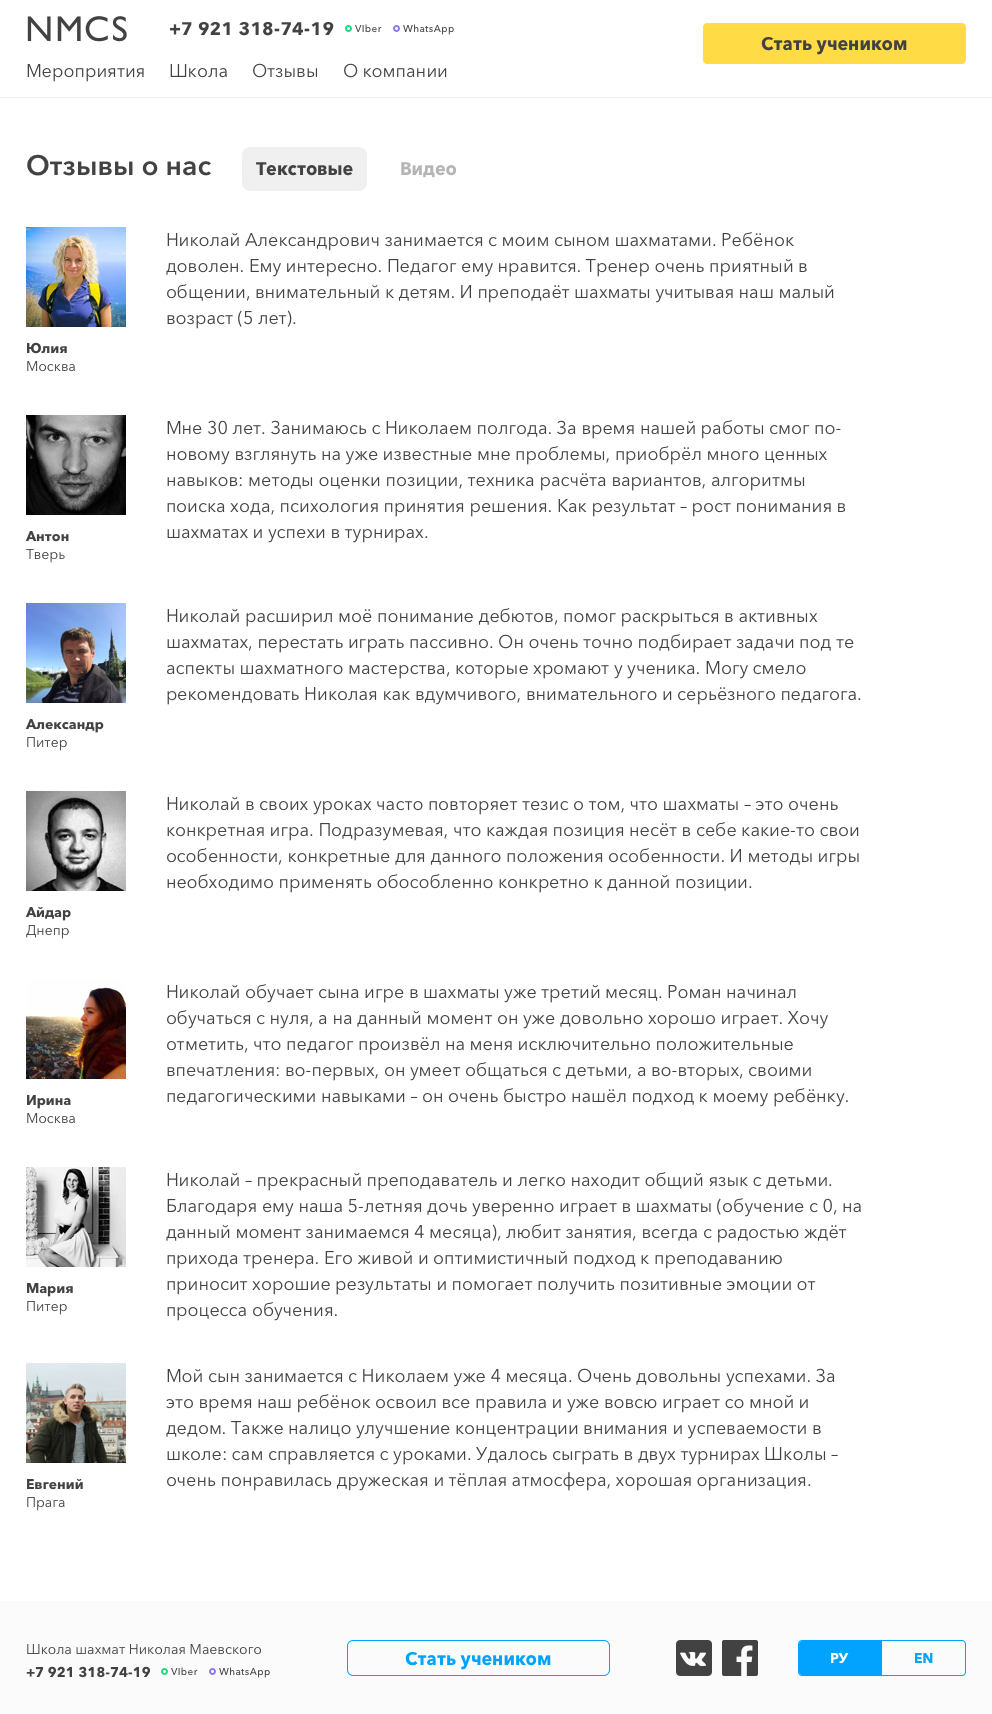 NMCS
+7 921 318-74-19 VIber WhatsApp
Стать учеником
Мероприятия Школа Отзывы О компании
Отзывы о нас Текстовые Видео
Николай Александрович занимается с моим сыном шахматами. Ребёнок
доволен. Ему интересно. Педагог ему нравится. Тренер очень приятный в
общении, внимательный к детям. И преподаёт шахматы учитывая наш малый
возраст (5 лет).
Юлия
Москва
Мне 30 лет. Занимаюсь с Николаем полгода. За время нашей работы смог по-
новому взглянуть на уже известные мне проблемы, приобрёл много ценных
навыков: методы оценки позиции, техника расчёта вариантов, алгоритмы
поиска хода, психология принятия решения. Как результат – рост понимания в
шахматах и успехи в турнирах.
Антон
Тверь
Николай расширил моё понимание дебютов, помог раскрыться в активных
шахматах, перестать играть пассивно. Он очень точно подбирает задачи под те
аспекты шахматного мастерства, которые хромают у ученика. Могу смело
рекомендовать Николая как вдумчивого, внимательного и серьёзного педагога.
Александр
Питер
Николай в своих уроках часто повторяет тезис о том, что шахматы – это очень
конкретная игра. Подразумевая, что каждая позиция несёт в себе какие-то свои
особенности, конкретные для данного положения особенности. И методы игры
необходимо применять обособленно конкретно к данной позиции.
Айдар
Днепр
Николай обучает сына игре в шахматы уже третий месяц. Роман начинал
обучаться с нуля, а на данный момент он уже довольно хорошо играет. Хочу
отметить, что педагог произвёл на меня исключительно положительные
впечатления: во-первых, он умеет общаться с детьми, а во-вторых, своими
педагогическими навыками – он очень быстро нашёл подход к моему ребёнку.
Ирина
Москва
Николай – прекрасный преподаватель и легко находит общий язык с детьми.
Благодаря ему наша 5-летняя дочь уверенно играет в шахматы (обучение с 0, на
данный момент занимаемся 4 месяца), любит занятия, всегда с радостью ждёт
прихода тренера. Его живой и оптимистичный подход к преподаванию
приносит хорошие результаты и помогает получить позитивные эмоции от
процесса обучения.
Мария
Питер
Мой сын занимается с Николаем уже 4 месяца. Очень довольны успехами. За
это время наш ребёнок освоил все правила и уже вовсю играет со мной и
дедом. Также налицо улучшение концентрации внимания и успеваемости в
школе: сам справляется с уроками. Удалось сыграть в двух турнирах Школы –
очень понравилась дружеская и тёплая атмосфера, хорошая организация.
Евгений
Прага
Школа шахмат Николая Маевского
+7 921 318-74-19 VIber WhatsApp
Стать учеником
РУ EN